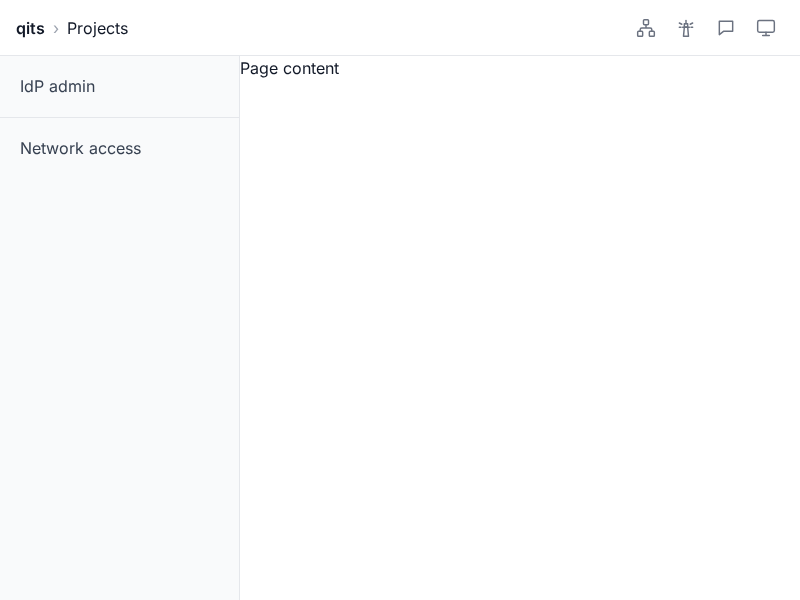 qits › Projects
IdP admin
Page content
Network access